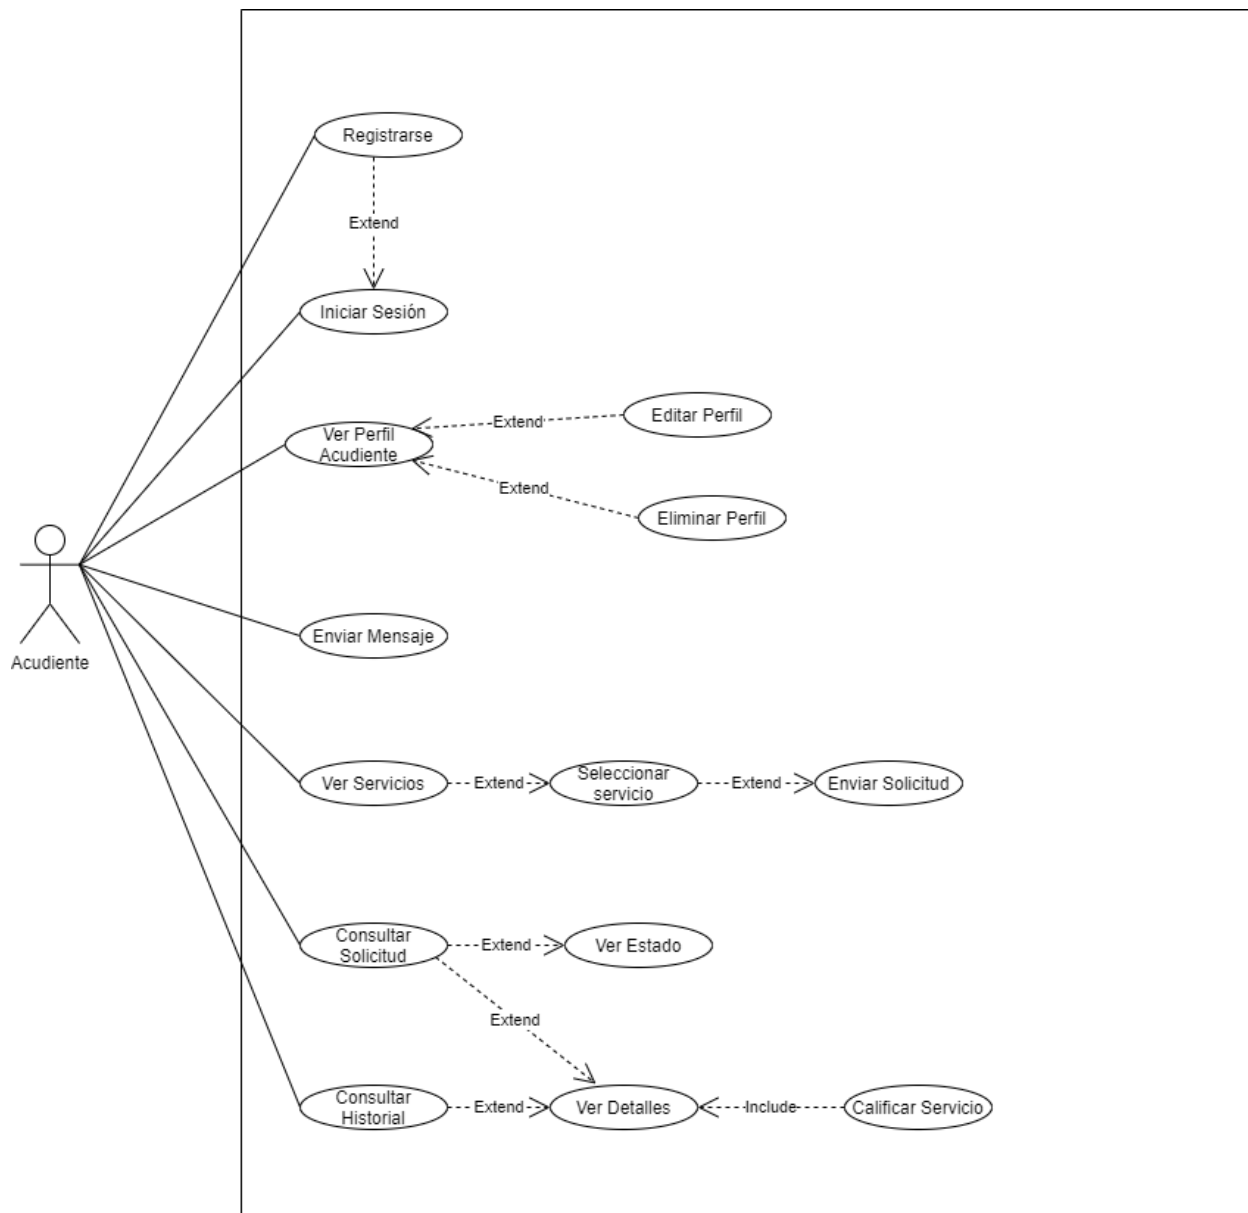 Registrarse
Extend
Iniciar Sesión
Ver Perfil
Acudiente
Extend
Editar Perfil
Extend
Eliminar Perfil
Acudiente
Enviar Mensaje
Ver Servicios
Extend
Seleccionar
servicio
Extend
Enviar Solicitud
Consultar
Solicitud
Extend
Ver Estado
Extend
Consultar
Historial
Extend
Ver Detalles
Include
Calificar Servicio